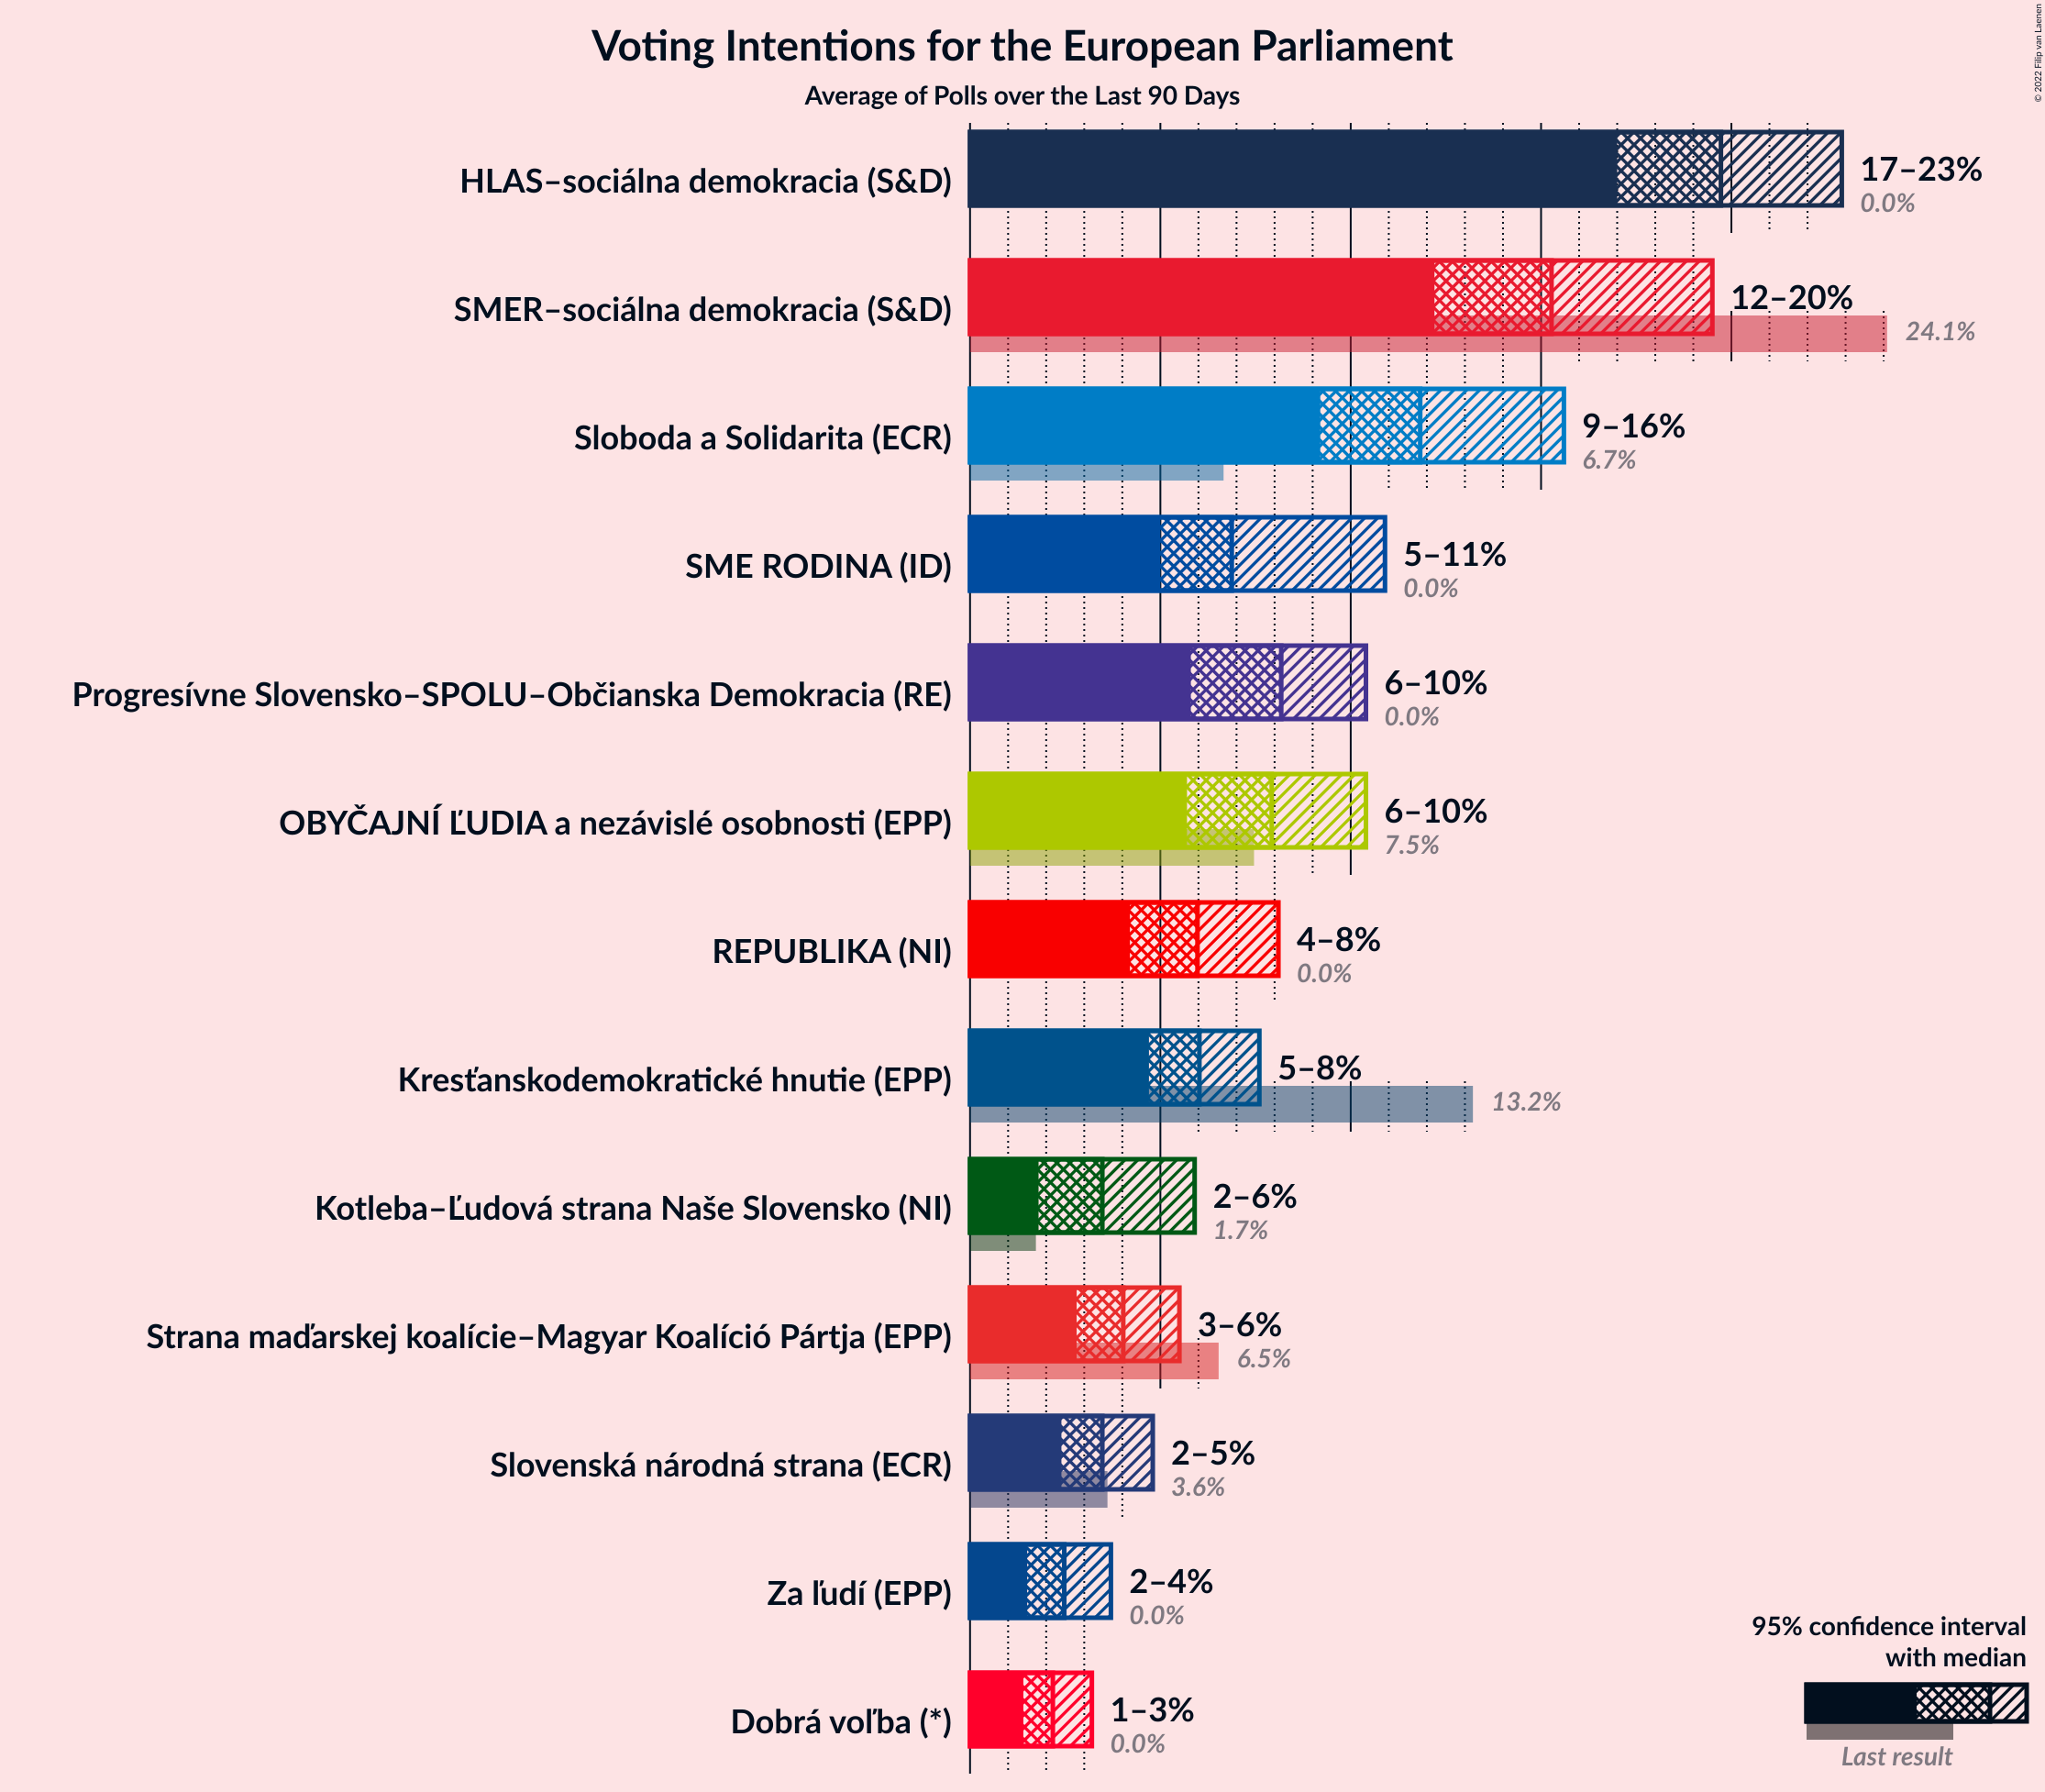 Voting Intentions for the European Parliament
Average of Polls over the Last 90 Days
© 2022 Filip van Laenen
HLAS–sociálna demokracia (S&D)
17–23%
0.0%
SMER–sociálna demokracia (S&D)
12–20%
24.1%
Sloboda a Solidarita (ECR)
9–16%
6.7%
SME RODINA (ID)
5–11%
0.0%
Progresívne Slovensko–SPOLU–Občianska Demokracia (RE)
6–10%
0.0%
OBYČAJNÍ ĽUDIA a nezávislé osobnosti (EPP)
6–10%
7.5%
REPUBLIKA (NI)
4–8%
0.0%
Kresťanskodemokratické hnutie (EPP)
5–8%
13.2%
Kotleba–Ľudová strana Naše Slovensko (NI)
2–6%
1.7%
Strana maďarskej koalície–Magyar Koalíció Pártja (EPP)
3–6%
6.5%
Slovenská národná strana (ECR)
2–5%
3.6%
Za ľudí (EPP)
2–4%
0.0%
Dobrá voľba (*)
1–3%
0.0%
95% confidence interval
with median
Last result